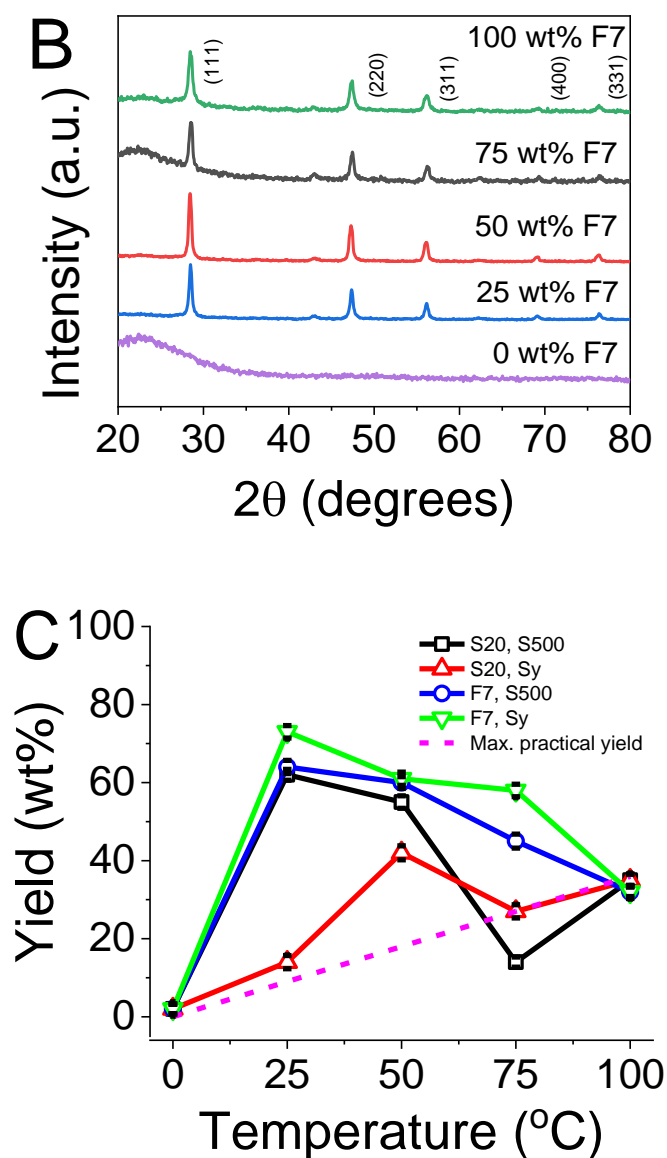 B
100 wt% F7
(111)
(220)
(311)
(400)
(331)
75 wt% F7
50 wt% F7
25 wt% F7
0 wt% F7
Intensity (a.u.)
20 30 40 50 60 70 80
2θ (degrees)
C
100
80
60
40
20
0
Yield (wt%)
S20, S500
S20, Sy
F7, S500
F7, Sy
Max. practical yield
0 25 50 75 100
Temperature (°C)